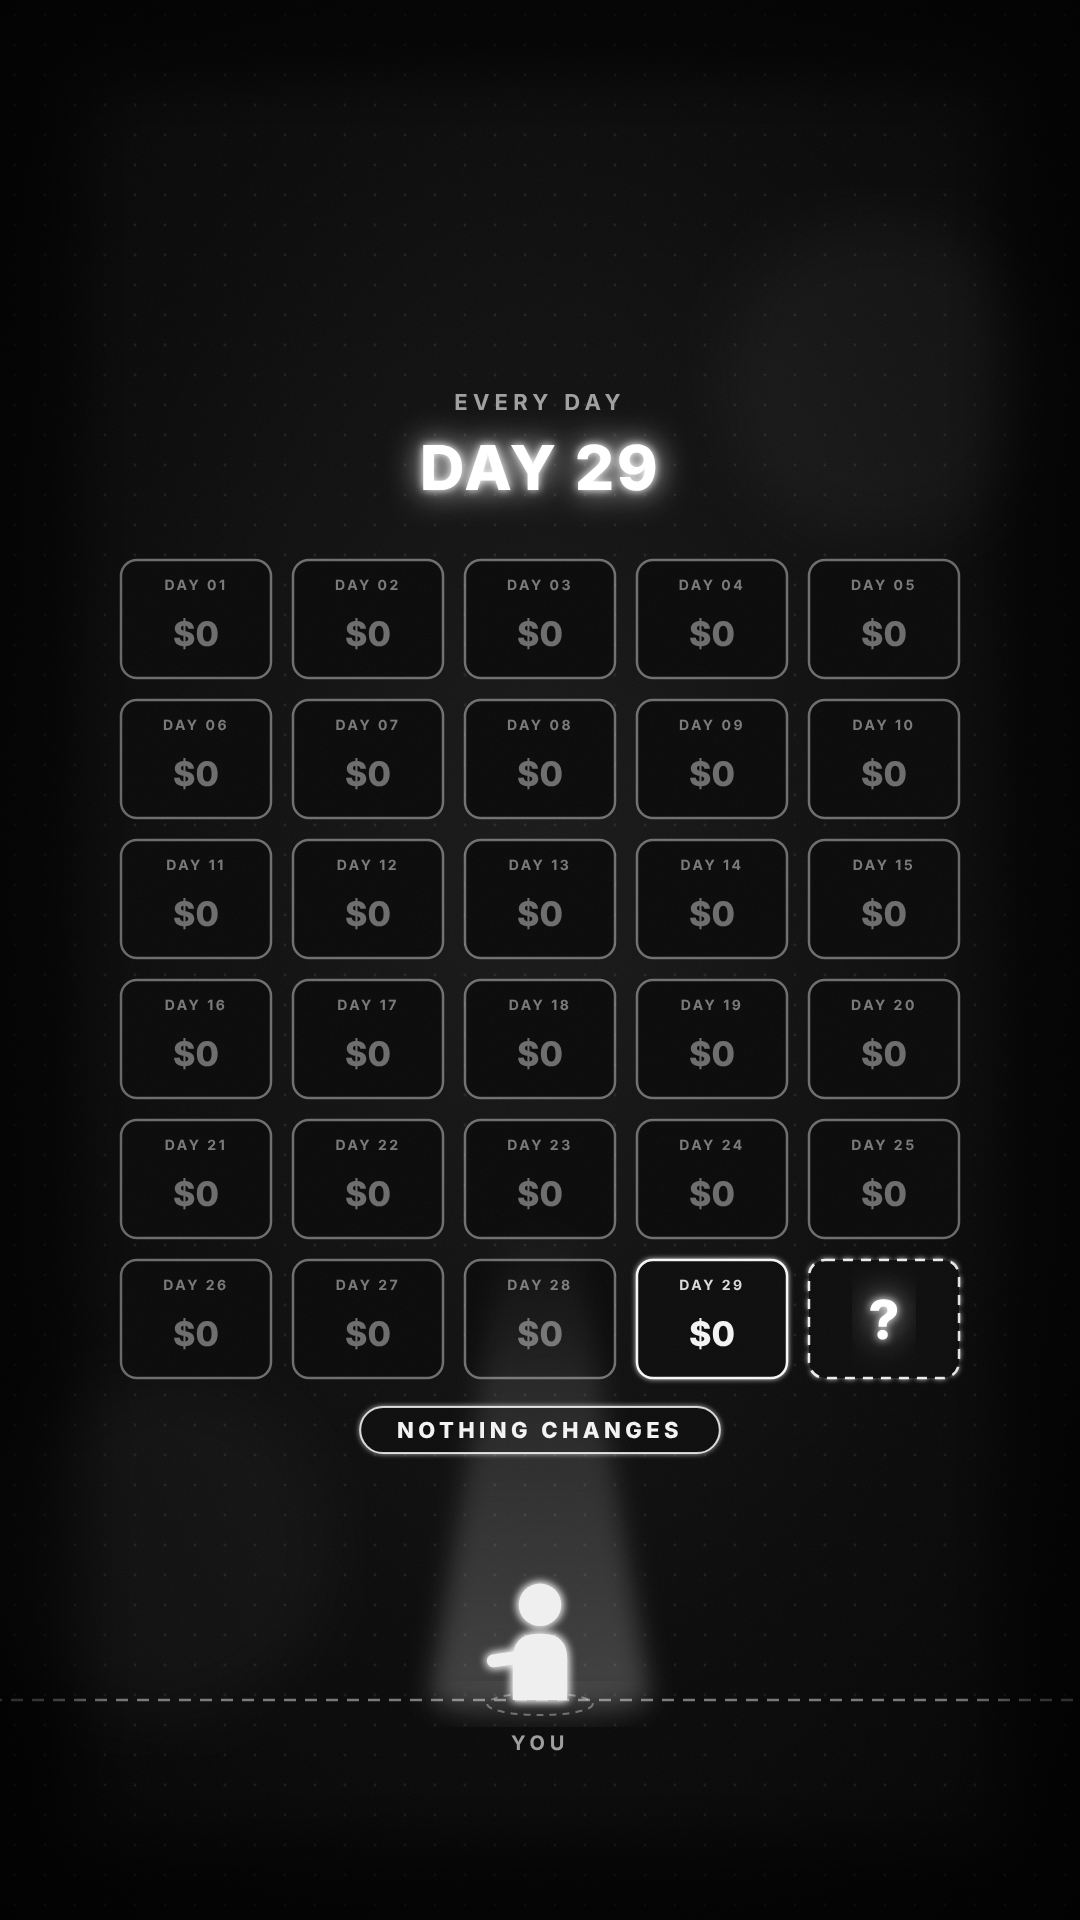 EVERY DAY
DAY 29
DAY 01 DAY 02 DAY 03 DAY 04 DAY 05
$0 $0 $0 $0 $0
DAY 06 DAY 07 DAY 08 DAY 09 DAY 10
$0 $0 $0 $0 $0
DAY 11 DAY 12 DAY 13 DAY 14 DAY 15
$0 $0 $0 $0 $0
DAY 16 DAY 17 DAY 18 DAY 19 DAY 20
$0 $0 $0 $0 $0
DAY 21 DAY 22 DAY 23 DAY 24 DAY 25
$0 $0 $0 $0 $0
DAY 26 DAY 27 DAY 28 DAY 29
$0 $0 $0 $0 ?
NOTHING CHANGES
YOU